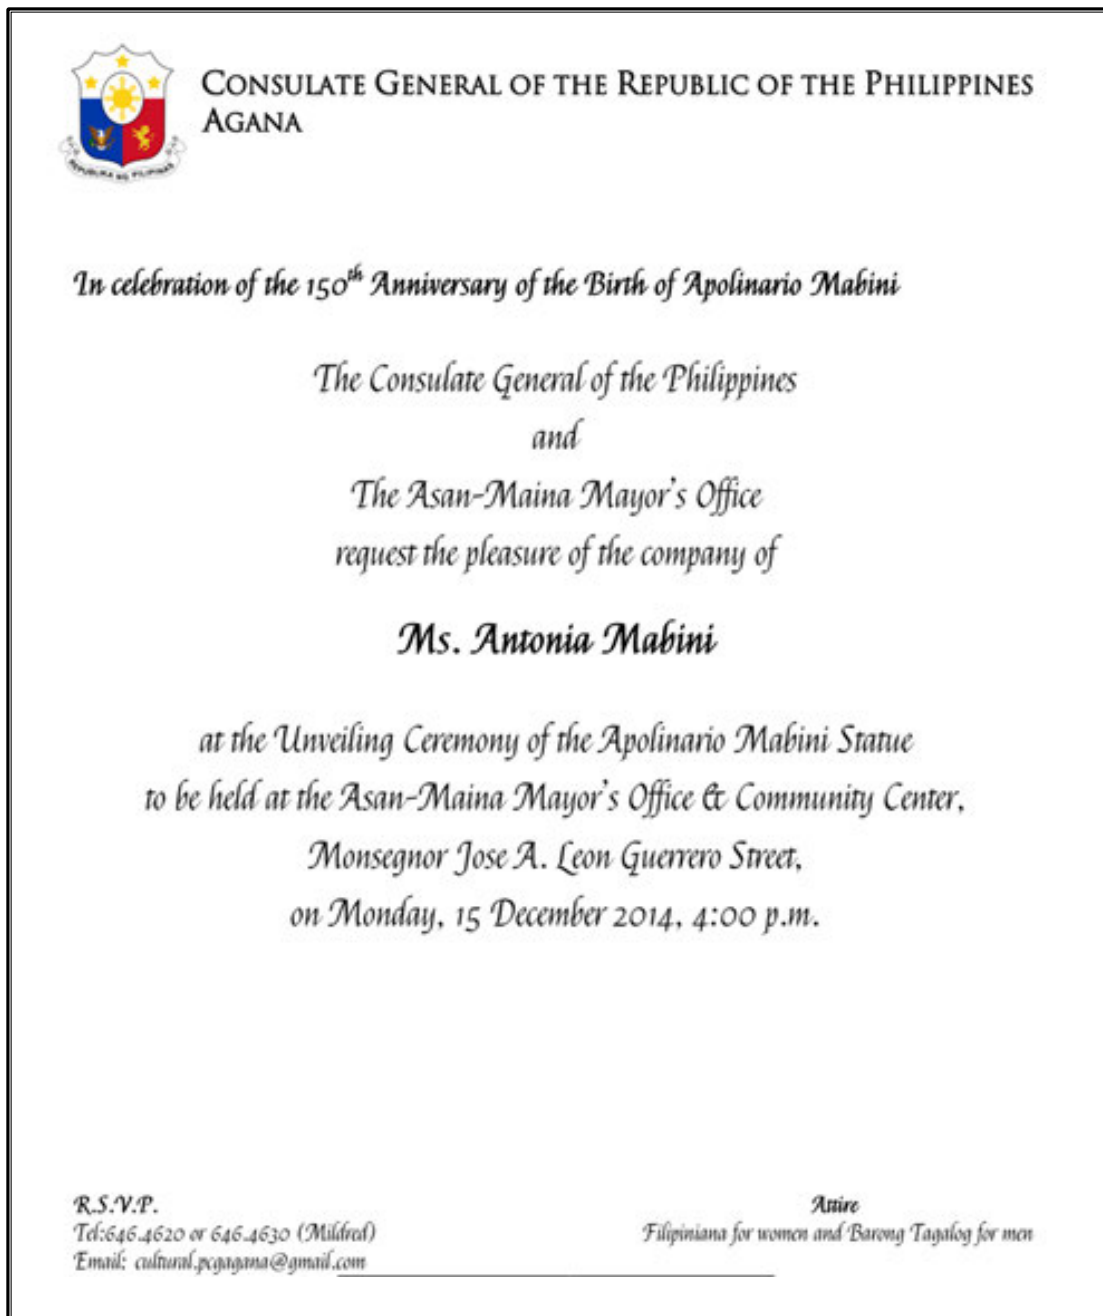 CONSULATE GENERAL OF THE REPUBLIC OF THE PHILIPPINES
AGANA
REPUBLIKA NG PILIPINAS
In celebration of the 150th Anniversary of the Birth of Apolinario Mabini
The Consulate General of the Philippines
and
The Asan-Maina Mayor's Office
request the pleasure of the company of
Ms. Antonia Mabini
at the Unveiling Ceremony of the Apolinario Mabini Statue
to be held at the Asan-Maina Mayor's Office & Community Center,
Monsegnor Jose A. Leon Guerrero Street,
on Monday, 15 December 2014, 4:00 p.m.
R.S.V.P.
Tel:646.4620 or 646.4630 (Mildred)
Email: cultural.pcgagana@gmail.com
Attire
Filipiniana for women and Barong Tagalog for men